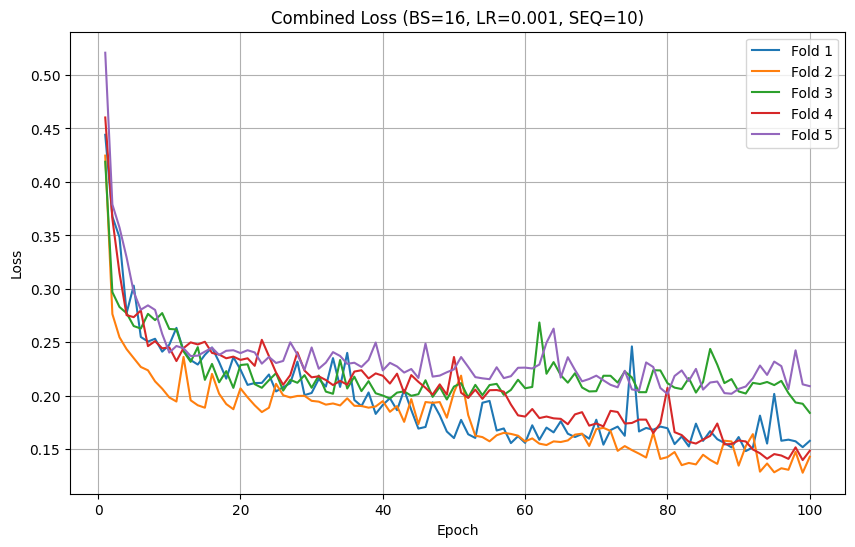 Combined Loss (BS=16, LR=0.001, SEQ=10)
Fold 1
Fold 2
Fold 3
Fold 4
Fold 5
Loss
0.50
0.45
0.40
0.35
0.30
0.25
0.20
0.15
0 20 40 60 80 100
Epoch